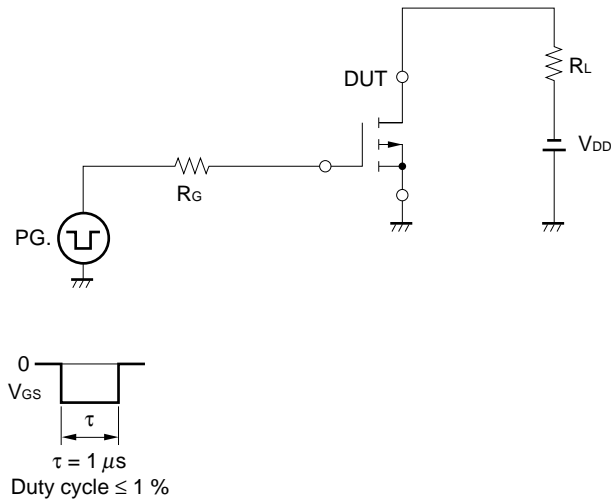 DUT
RL
VDD
RG
PG.
0
VGS
τ
τ = 1 μs
Duty cycle ≤ 1 %